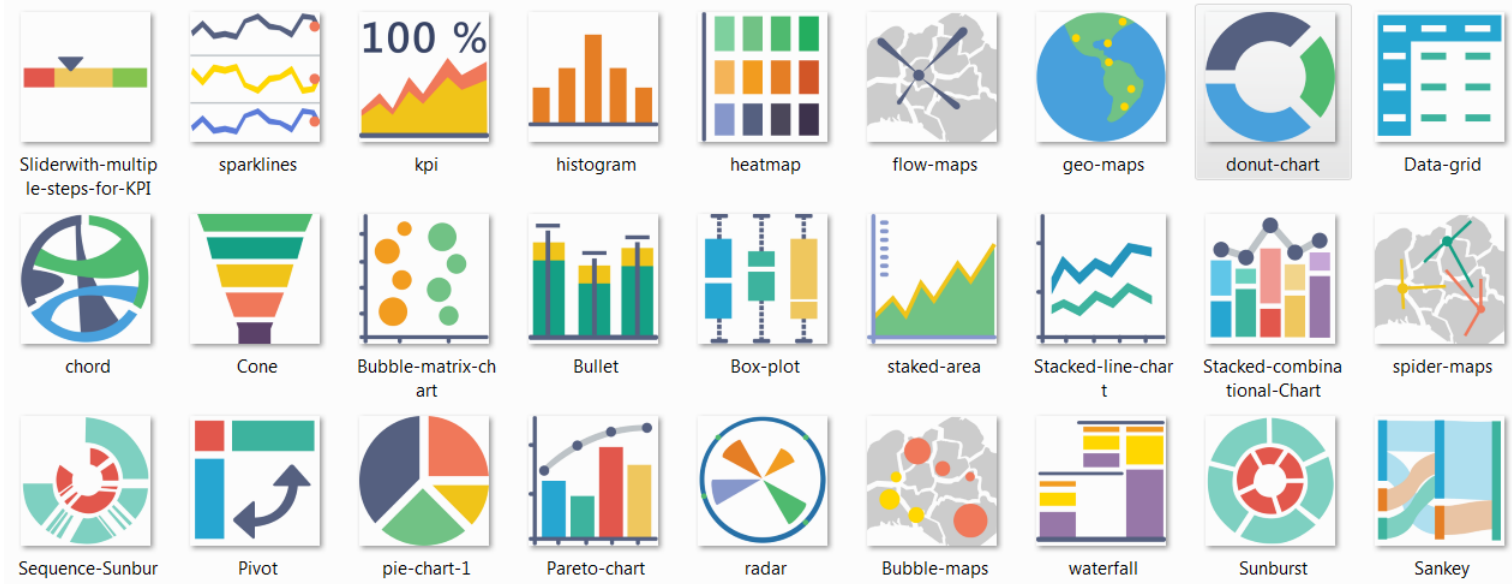 100 %
Sliderwith-multip
le-steps-for-KPI
sparklines
kpi
histogram
heatmap
flow-maps
geo-maps
donut-chart
Data-grid
chord
Cone
Bubble-matrix-ch
art
Bullet
Box-plot
staked-area
Stacked-line-char
t
Stacked-combina
tional-Chart
spider-maps
Sequence-Sunbur
Pivot
pie-chart-1
Pareto-chart
radar
Bubble-maps
waterfall
Sunburst
Sankey